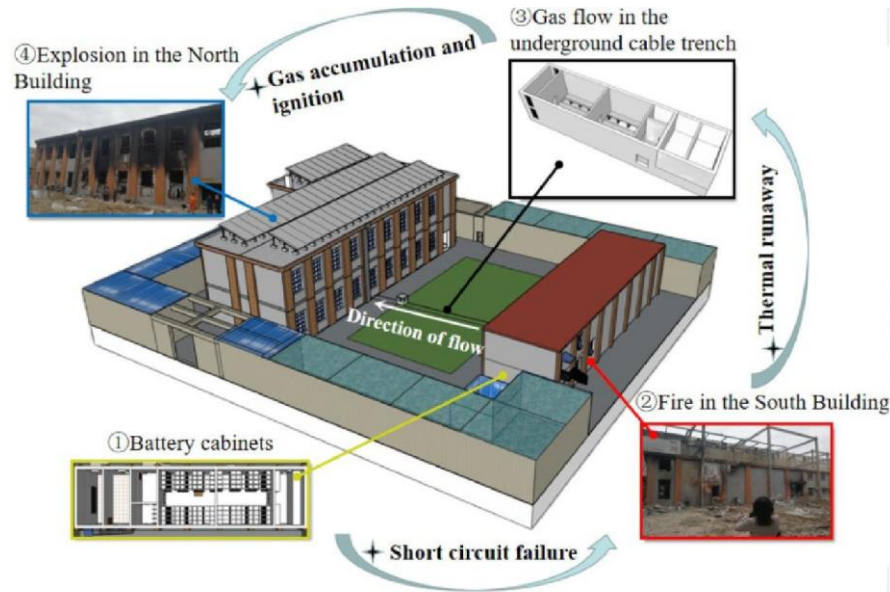 ③Gas flow in the
underground cable trench
④Explosion in the North
Building
Gas accumulation and
ignition
Thermal runaway
Direction of flow
②Fire in the South Building
①Battery cabinets
Short circuit failure